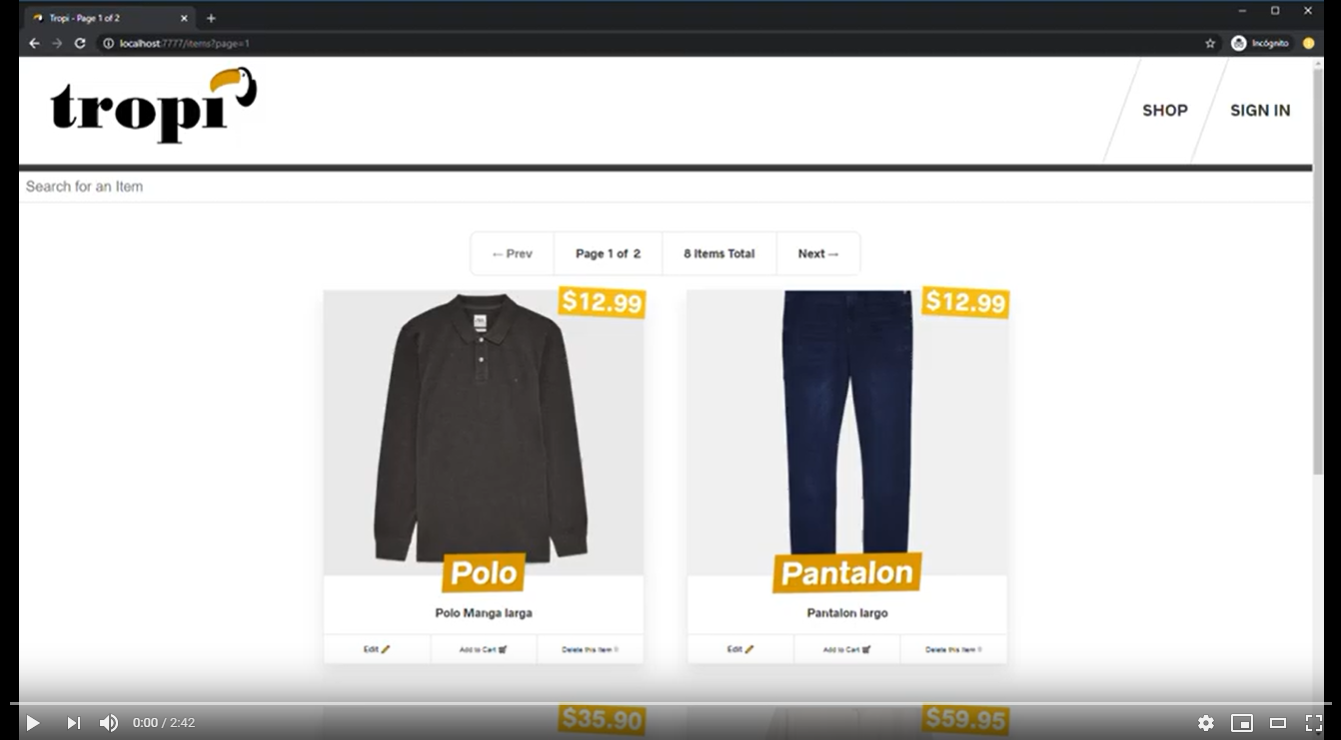 Tropi - Page 1 of 2
localhost:7777/items?page=1
Incógnito
tropi
SHOP
SIGN IN
Search for an Item
← Prev
Page 1 of 2
8 Items Total
Next →
$12.99
$12.99
Polo
Pantalon
Polo Manga larga
Pantalon largo
Edit
Add to Cart
Delete this Item
Edit
Add to Cart
Delete this Item
$35.90
$59.95
0:00 / 2:42